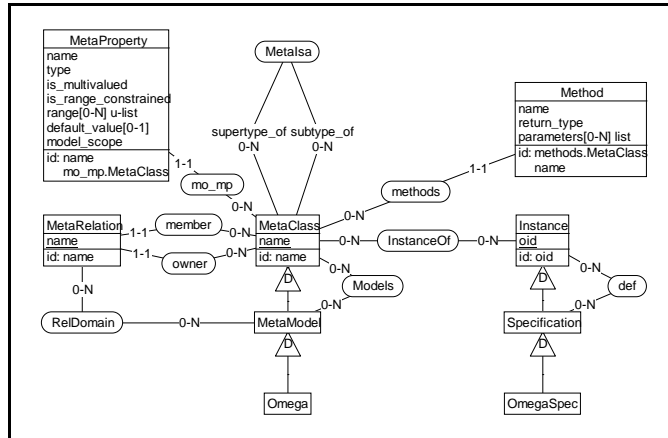 MetaProperty
name
type
is_multivalued
is_range_constrained
range[0-N] u-list
default_value[0-1]
model_scope
id: name
mo_mp.MetaClass
MetaIsa
supertype_of
0-N
subtype_of
0-N
Method
name
return_type
parameters[0-N] list
id: methods.MetaClass
name
1-1
mo_mp
0-N
1-1
methods
0-N
MetaRelation
name
id: name
1-1
member
0-N
1-1
owner
0-N
MetaClass
name
id: name
0-N
InstanceOf
0-N
Instance
oid
id: oid
0-N
RelDomain
0-N
D
0-N
Models
0-N
MetaModel
D
0-N
def
0-N
Specification
D
D
Omega
OmegaSpec